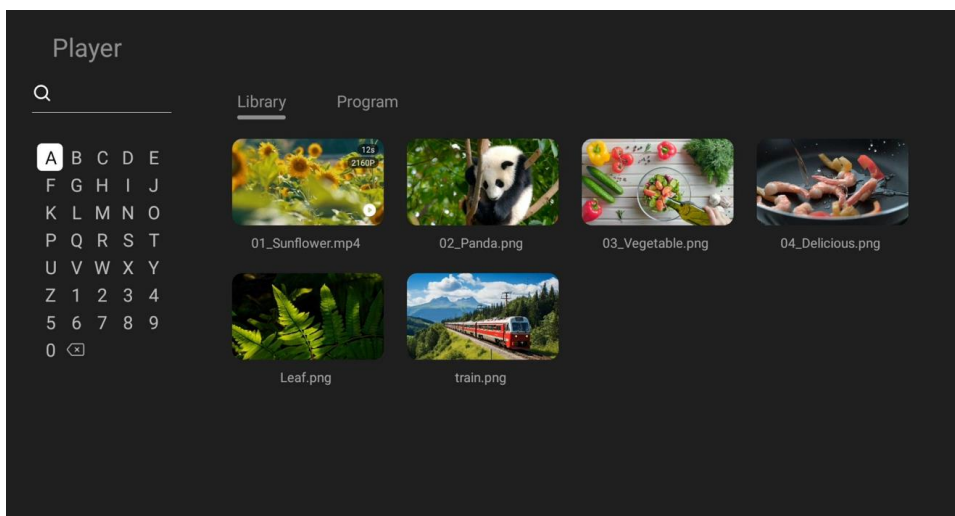 Player
Library Program
A B C D E
F G H I J
K L M N O
P Q R S T
U V W X Y
Z 1 2 3 4
5 6 7 8 9
0
12s
2160P
01_Sunflower.mp4 02_Panda.png 03_Vegetable.png 04_Delicious.png
Leaf.png train.png